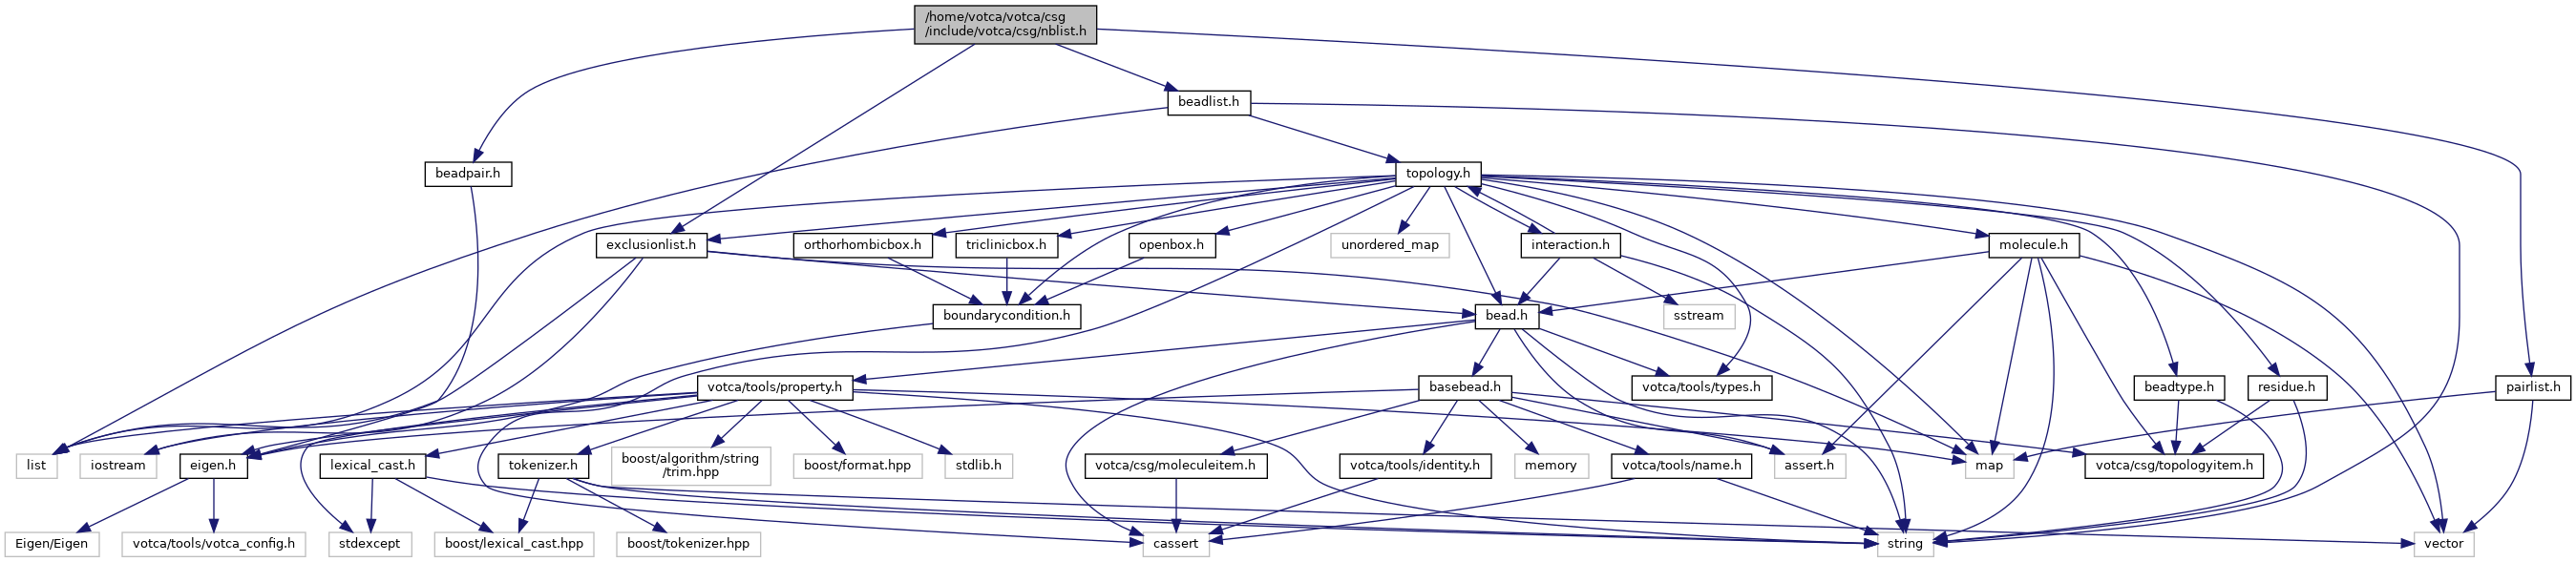 /home/votca/votca/csg
/include/votca/csg/nblist.h
beadlist.h
beadpair.h
topology.h
exclusionlist.h
orthorhombicbox.h
triclinicbox.h
openbox.h
unordered_map
interaction.h
molecule.h
boundarycondition.h
bead.h
sstream
votca/tools/property.h
basebead.h
votca/tools/types.h
beadtype.h
residue.h
pairlist.h
list
iostream
eigen.h
lexical_cast.h
tokenizer.h
boost/algorithm/string
/trim.hpp
boost/format.hpp
stdlib.h
votca/csg/moleculeitem.h
votca/tools/identity.h
memory
votca/tools/name.h
assert.h
map
votca/csg/topologyitem.h
Eigen/Eigen
votca/tools/votca_config.h
stdexcept
boost/lexical_cast.hpp
boost/tokenizer.hpp
cassert
string
vector